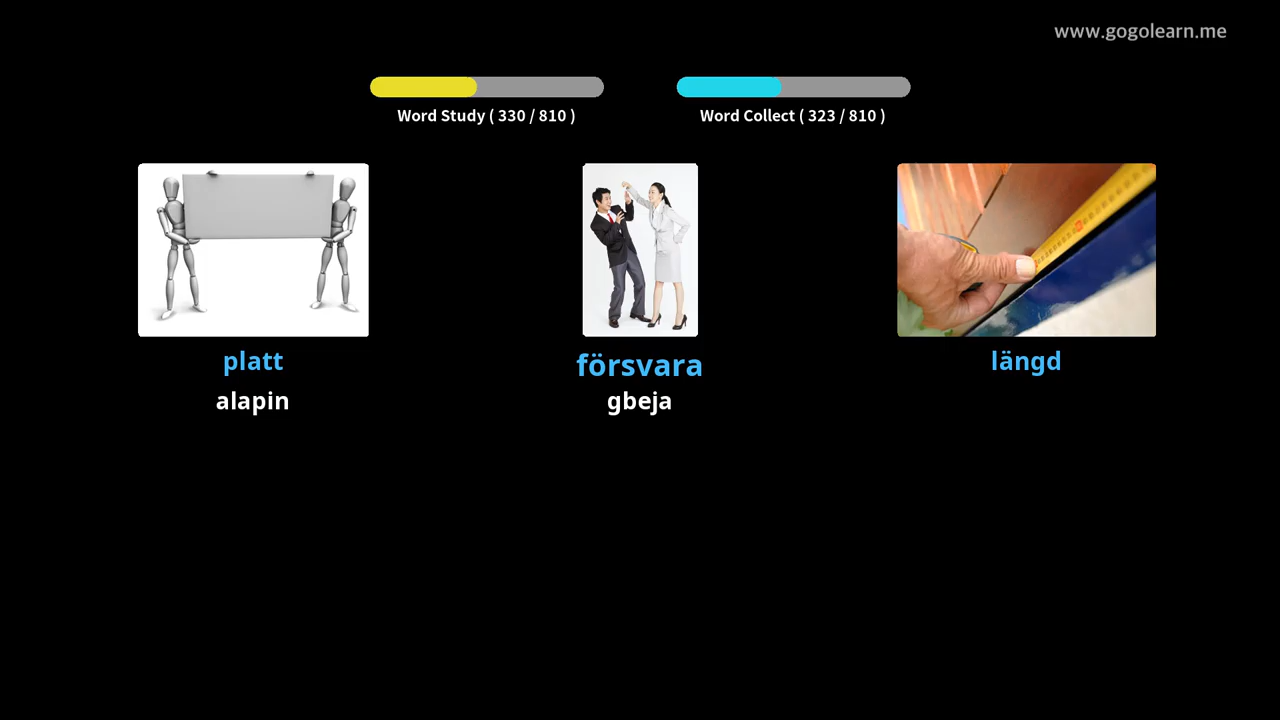 www.gogolearn.me
Word Study ( 330 / 810 )
Word Collect ( 323 / 810 )
platt
försvara
längd
alapin
gbeja